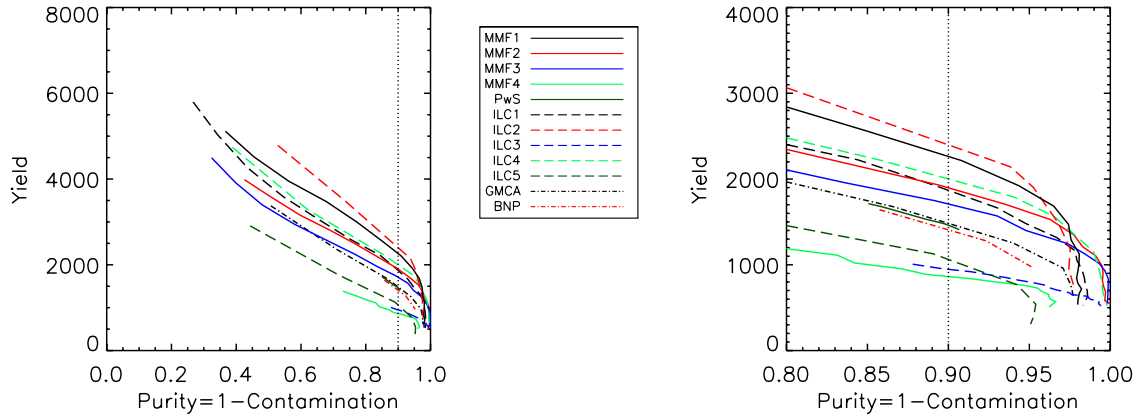 8000
6000
4000
2000
0
Yield
0.0 0.2 0.4 0.6 0.8 1.0
Purity=1-Contamination
MMF1
MMF2
MMF3
MMF4
PwS
ILC1
ILC2
ILC3
ILC4
ILC5
GMCA
BNP
4000
3000
2000
1000
0
Yield
0.80 0.85 0.90 0.95 1.00
Purity=1-Contamination